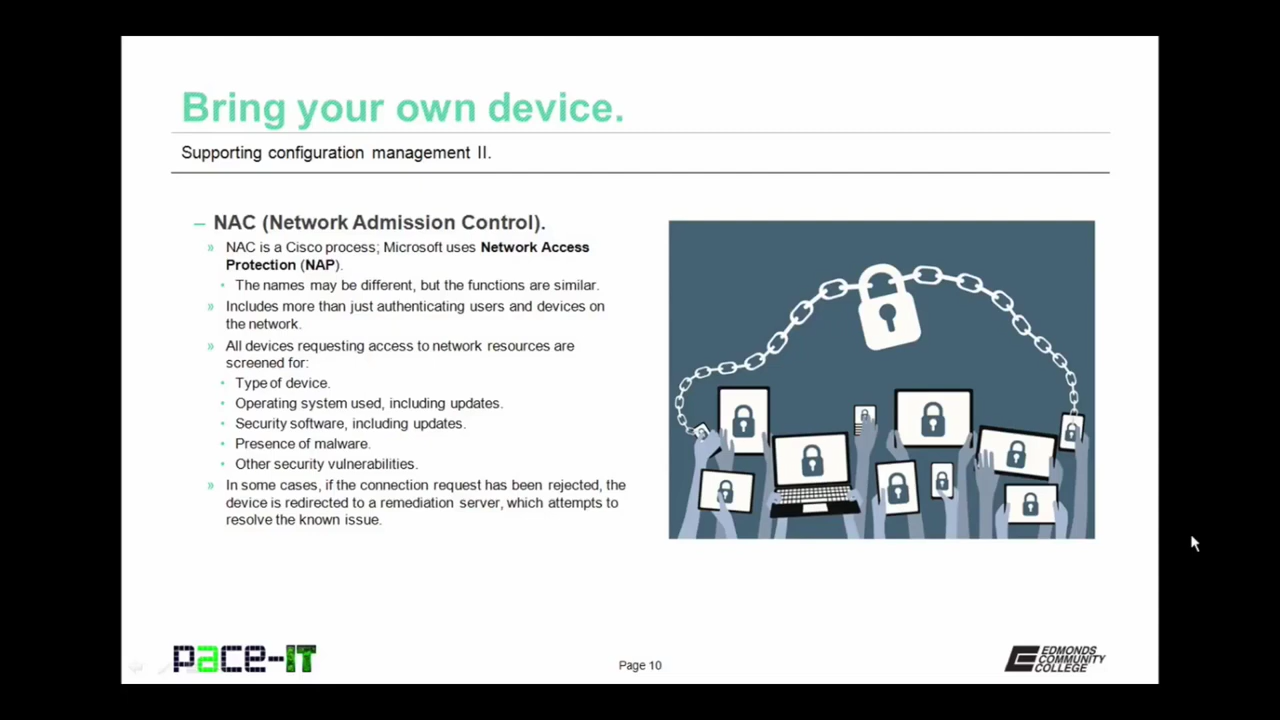 Bring your own device.
Supporting configuration management II.
– NAC (Network Admission Control).
» NAC is a Cisco process; Microsoft uses Network Access
Protection (NAP).
• The names may be different, but the functions are similar.
» Includes more than just authenticating users and devices on
the network.
» All devices requesting access to network resources are
screened for:
• Type of device.
• Operating system used, including updates.
• Security software, including updates.
• Presence of malware.
• Other security vulnerabilities.
» In some cases, if the connection request has been rejected, the
device is redirected to a remediation server, which attempts to
resolve the known issue.
pace-IT
Page 10
EDMONDS
COMMUNITY
COLLEGE